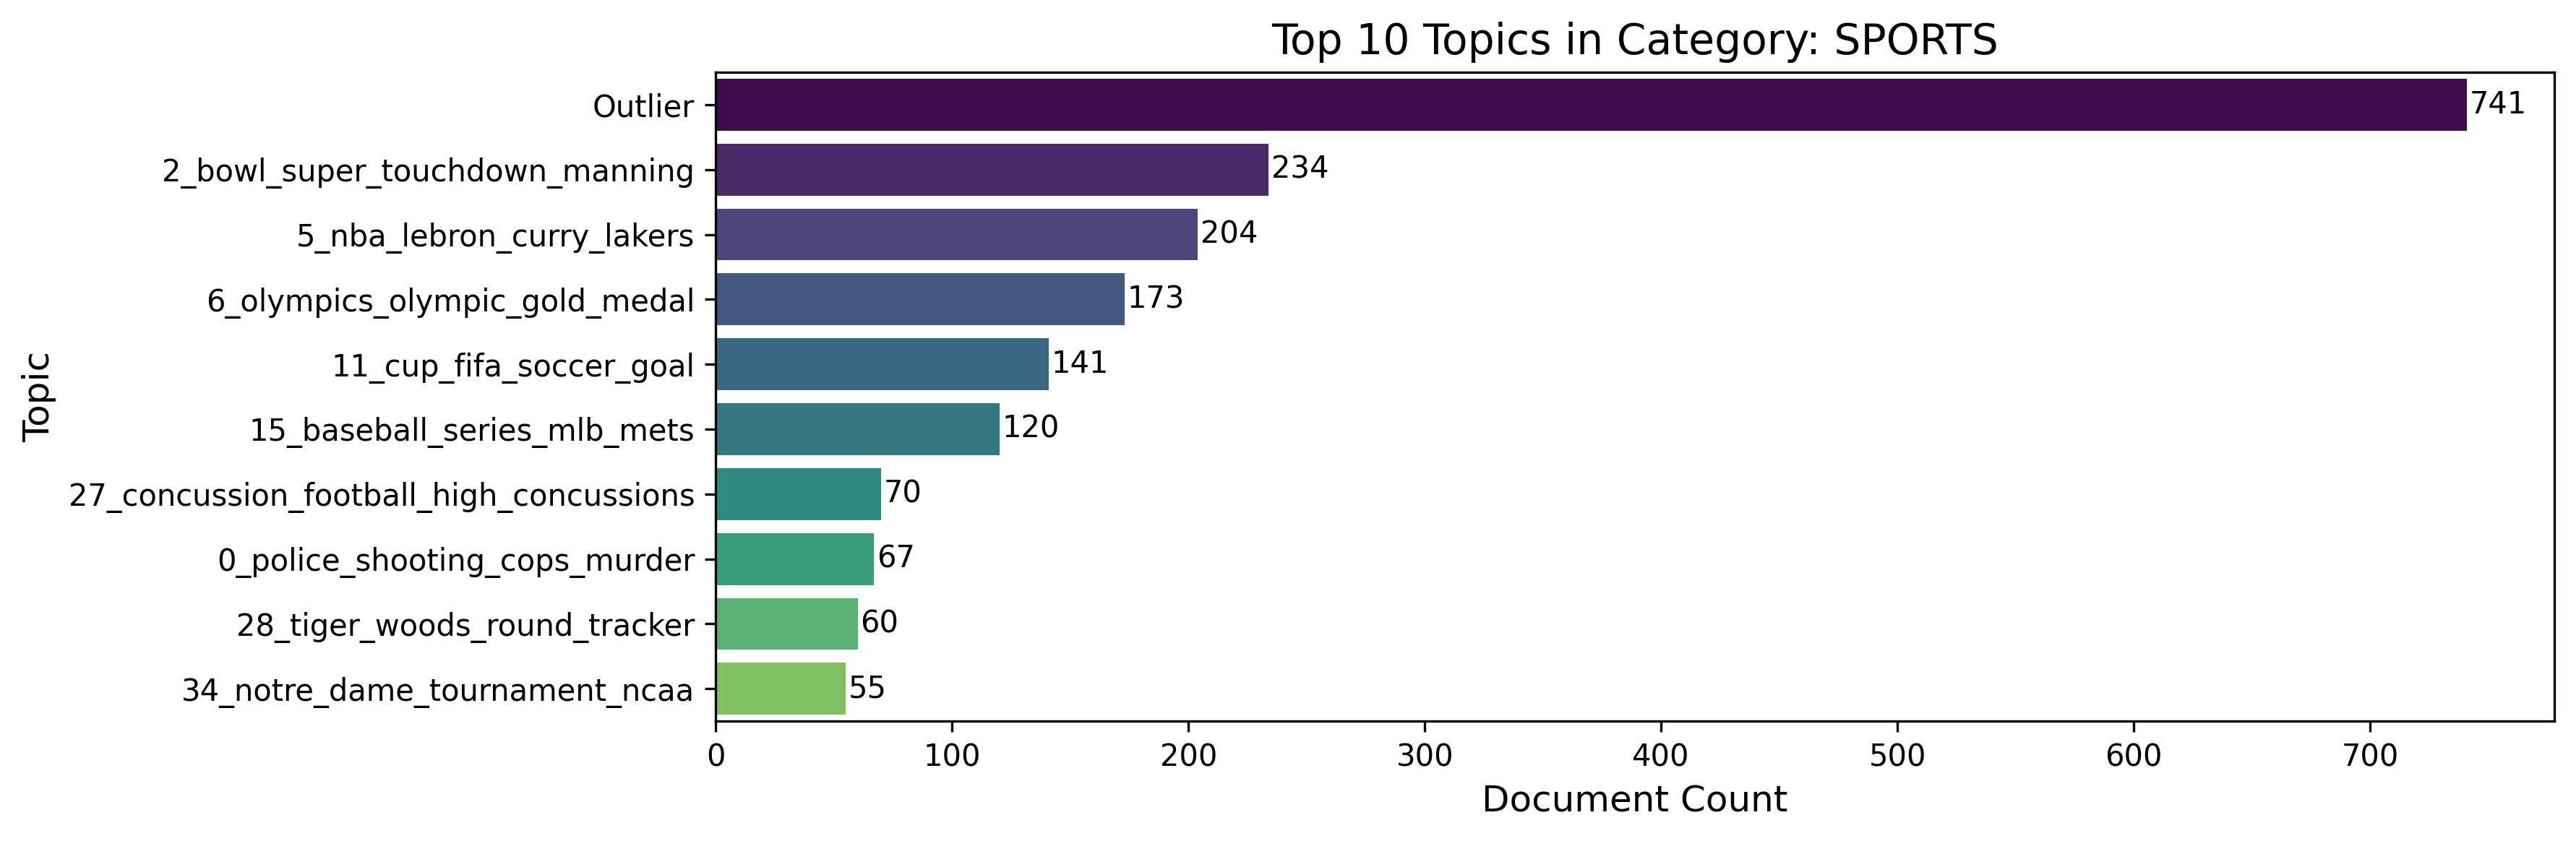 Top 10 Topics in Category: SPORTS
Topic
Outlier 741
2_bowl_super_touchdown_manning 234
5_nba_lebron_curry_lakers 204
6_olympics_olympic_gold_medal 173
11_cup_fifa_soccer_goal 141
15_baseball_series_mlb_mets 120
27_concussion_football_high_concussions 70
0_police_shooting_cops_murder 67
28_tiger_woods_round_tracker 60
34_notre_dame_tournament_ncaa 55
0 100 200 300 400 500 600 700
Document Count